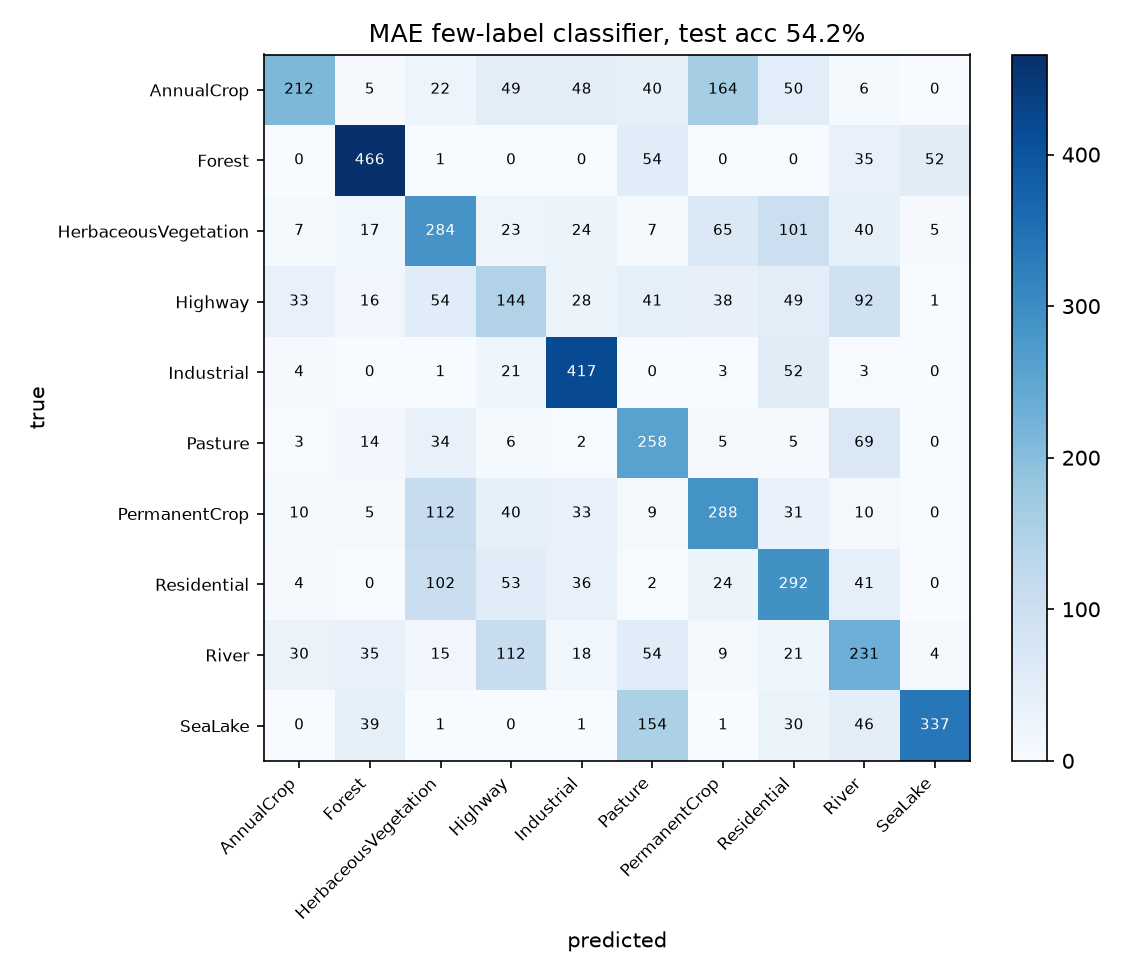 MAE few-label classifier, test acc 54.2%
AnnualCrop 212 5 22 49 48 40 164 50 6 0
Forest 0 466 1 0 0 54 0 0 35 52
HerbaceousVegetation 7 17 284 23 24 7 65 101 40 5
Highway 33 16 54 144 28 41 38 49 92 1
Industrial 4 0 1 21 417 0 3 52 3 0
Pasture 3 14 34 6 2 258 5 5 69 0
PermanentCrop 10 5 112 40 33 9 288 31 10 0
Residential 4 0 102 53 36 2 24 292 41 0
River 30 35 15 112 18 54 9 21 231 4
SeaLake 0 39 1 0 1 154 1 30 46 337
true
AnnualCrop Forest HerbaceousVegetation Highway Industrial Pasture PermanentCrop Residential River SeaLake
predicted
400
300
200
100
0